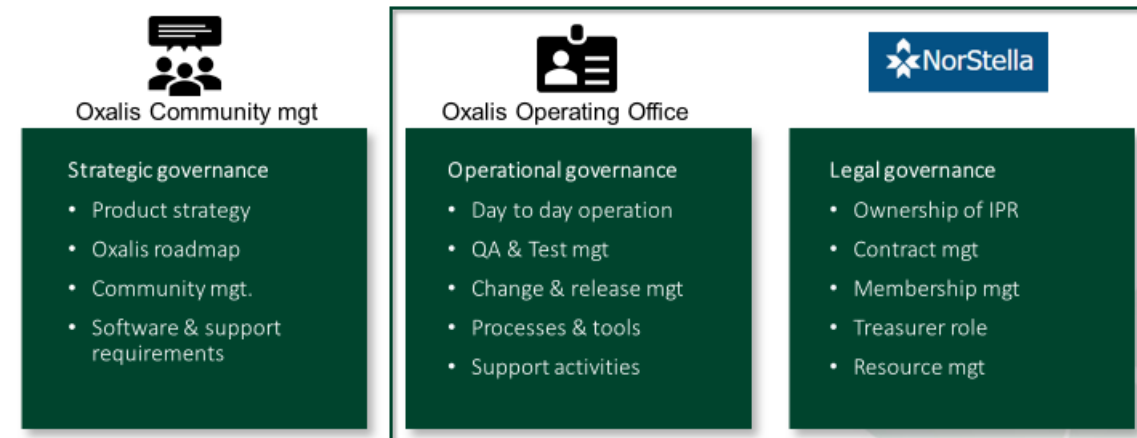 Oxalis Community mgt
Strategic governance
• Product strategy
• Oxalis roadmap
• Community mgt.
• Software & support
requirements
Oxalis Operating Office
Operational governance
• Day to day operation
• QA & Test mgt
• Change & release mgt
• Processes & tools
• Support activities
NorStella
Legal governance
• Ownership of IPR
• Contract mgt
• Membership mgt
• Treasurer role
• Resource mgt